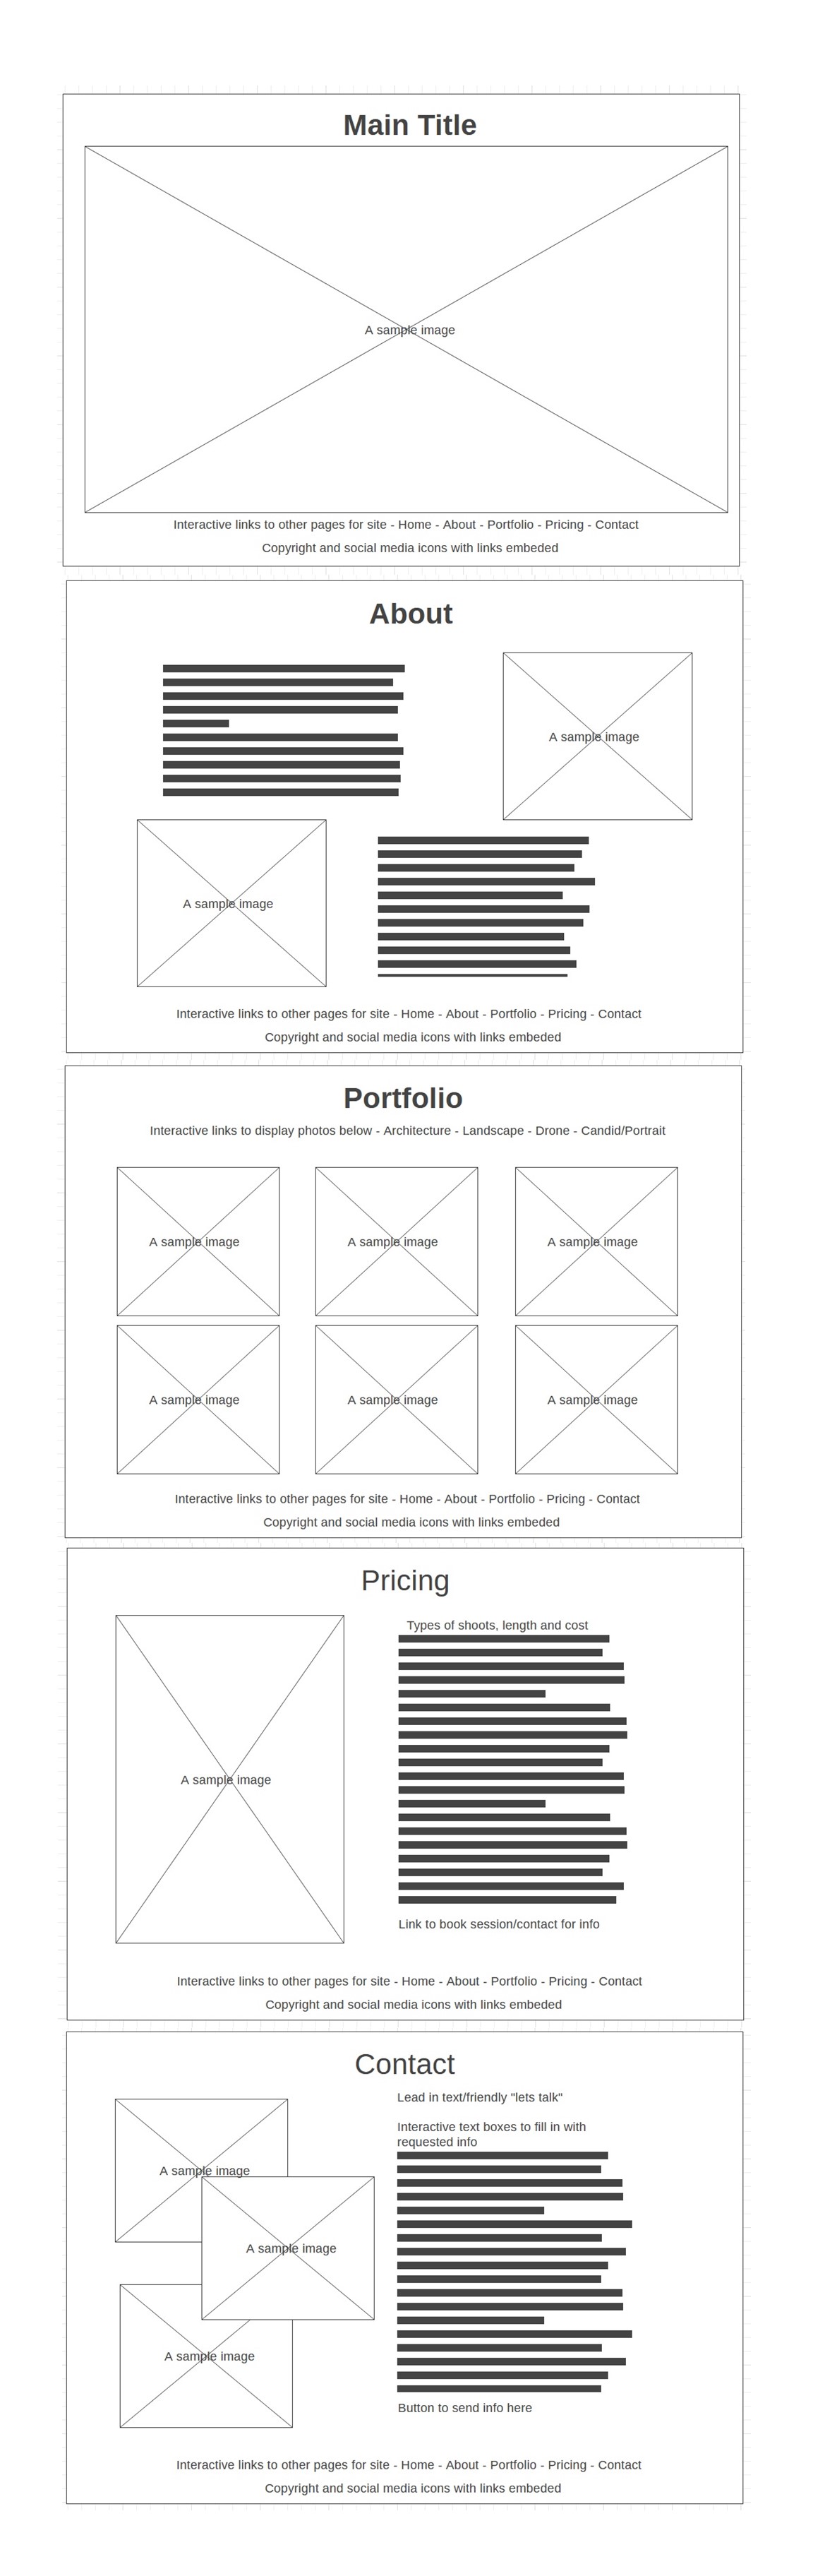 Main Title
A sample image
Interactive links to other pages for site - Home - About - Portfolio - Pricing - Contact
Copyright and social media icons with links embeded
About
A sample image
A sample image
Interactive links to other pages for site - Home - About - Portfolio - Pricing - Contact
Copyright and social media icons with links embeded
Portfolio
Interactive links to display photos below - Architecture - Landscape - Drone - Candid/Portrait
A sample image
A sample image
A sample image
A sample image
A sample image
A sample image
Interactive links to other pages for site - Home - About - Portfolio - Pricing - Contact
Copyright and social media icons with links embeded
Pricing
Types of shoots, length and cost
A sample image
Link to book session/contact for info
Interactive links to other pages for site - Home - About - Portfolio - Pricing - Contact
Copyright and social media icons with links embeded
Contact
Lead in text/friendly "lets talk"
Interactive text boxes to fill in with
requested info
A sample image
A sample image
A sample image
Button to send info here
Interactive links to other pages for site - Home - About - Portfolio - Pricing - Contact
Copyright and social media icons with links embeded